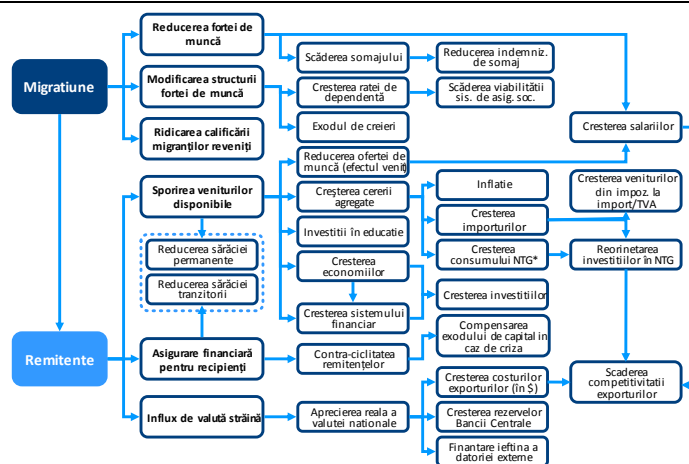 Migratiune
Remitente
Reducerea fortei de
muncă
Modificarea structurii
fortei de muncă
Ridicarea calificării
migranților reveniți
Sporirea veniturilor
disponibile
Reducerea sărăciei
permanente
Reducerea sărăciei
tranzitorii
Asigurare financiară
pentru recipienți
Influx de valută străină
Scăderea somajului
Cresterea ratei de
dependentă
Exodul de creieri
Reducerea ofertei de
muncă (efectul venit)
Creșterea cererii
agregate
Investitii în educatie
Cresterea
economiilor
Cresterea sistemului
financiar
Contra-ciclitatea
remitențelor
Aprecierea reala a
valutei nationale
Reducerea indemniz.
de somaj
Scăderea viabilitătii
sis. de asig. soc.
Inflatie
Cresterea
importurilor
Cresterea
consumului NTG*
Cresterea investitiilor
Compensarea
exodului de capital in
caz de criza
Cresterea costurilor
exporturilor (în $)
Cresterea rezervelor
Bancii Centrale
Finantare ieftina a
datoriei externe
Cresterea salariilor
Cresterea veniturilor
din impoz. la
import/TVA
Reorinetarea
investitiilor în NTG
Scaderea
competitivitatii
exporturilor